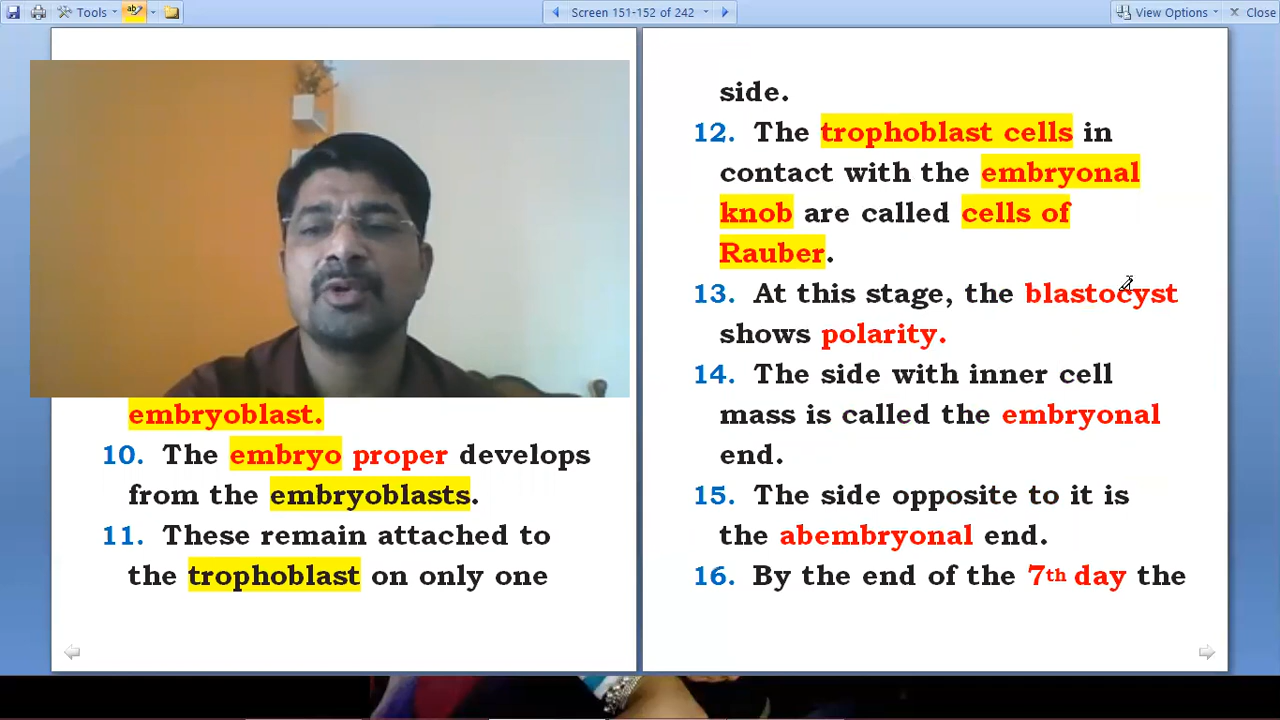 Tools
Screen 151-152 of 242
View Options
Close
embryoblast.
10. The embryo proper develops
from the embryoblasts.
11. These remain attached to
the trophoblast on only one
side.
12. The trophoblast cells in
contact with the embryonal
knob are called cells of
Rauber.
13. At this stage, the blastocyst
shows polarity.
14. The side with inner cell
mass is called the embryonal
end.
15. The side opposite to it is
the abembryonal end.
16. By the end of the 7th day the